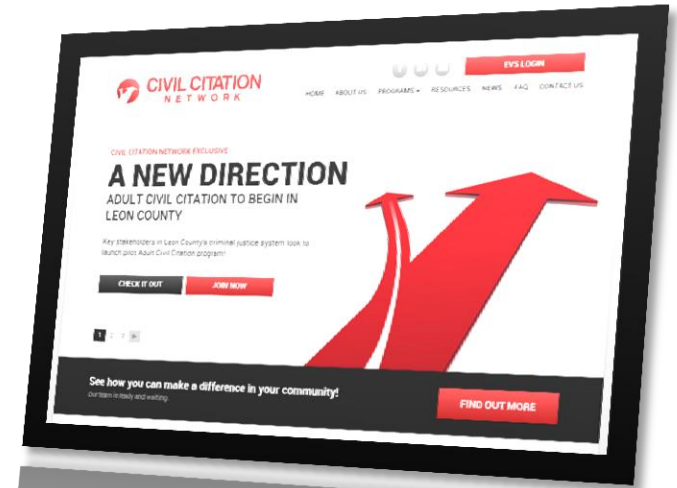 CIVIL CITATION
NETWORK
EVS LOGIN
HOME ABOUT US PROGRAMS RESOURCES NEWS FAQ CONTACT US
CIVIL CITATION NETWORK EXCLUSIVE
A NEW DIRECTION
ADULT CIVIL CITATION TO BEGIN IN
LEON COUNTY
Key stakeholders in Leon County's criminal justice system look to
launch pilot Adult Civil Citation program!
CHECK IT OUT JOIN NOW
1 2 3
See how you can make a difference in your community!
Our team is ready and waiting.
FIND OUT MORE